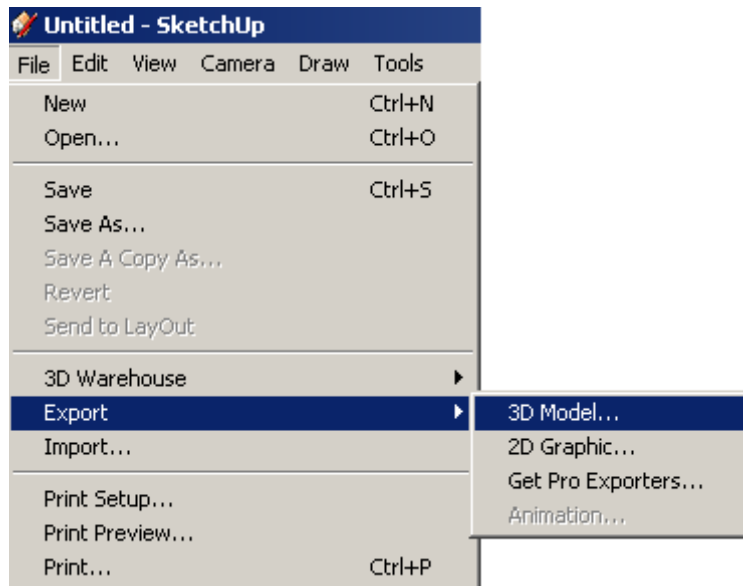 Untitled - SketchUp
File Edit View Camera Draw Tools
New Ctrl+N
Open... Ctrl+O
Save Ctrl+S
Save As...
Save A Copy As...
Revert
Send to LayOut
3D Warehouse
Export
Import...
Print Setup...
Print Preview...
Print... Ctrl+P
3D Model...
2D Graphic...
Get Pro Exporters...
Animation...